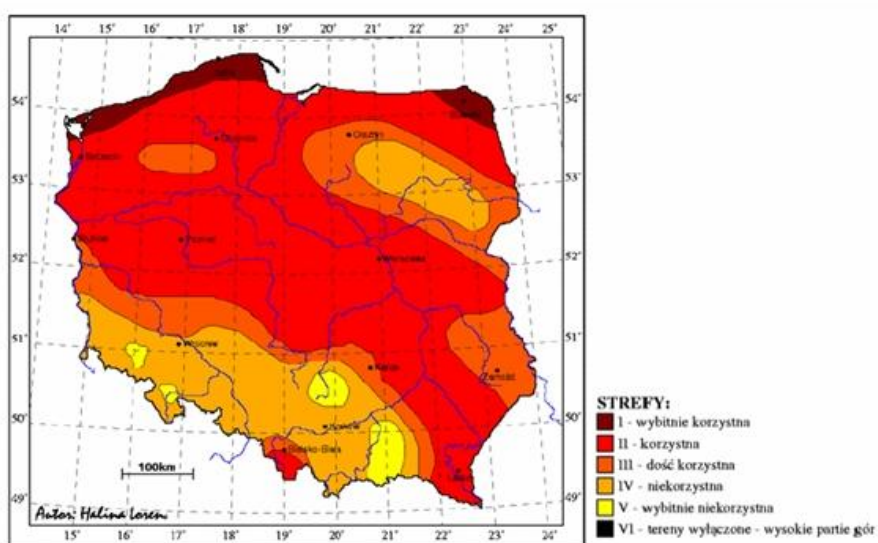 14° 15° 16° 17° 18° 19° 20° 21° 22° 23° 24°
54° 54°
Olsztyn
Szczecin
53° 53°
Poznań
52° Warszawa 52°
51° Wrocław 51°
Kielce
Zamość
50° Kraków 50°
Bielsko-Biała
100km
49° 49°
Autor: Halina Lorenc
15° 16° 17° 18° 19° 20° 21° 22° 23°
STREFY:
I - wybitnie korzystna
II - korzystna
III - dość korzystna
IV - niekorzystna
V - wybitnie niekorzystna
VI - tereny wyłączone - wysokie partie gór